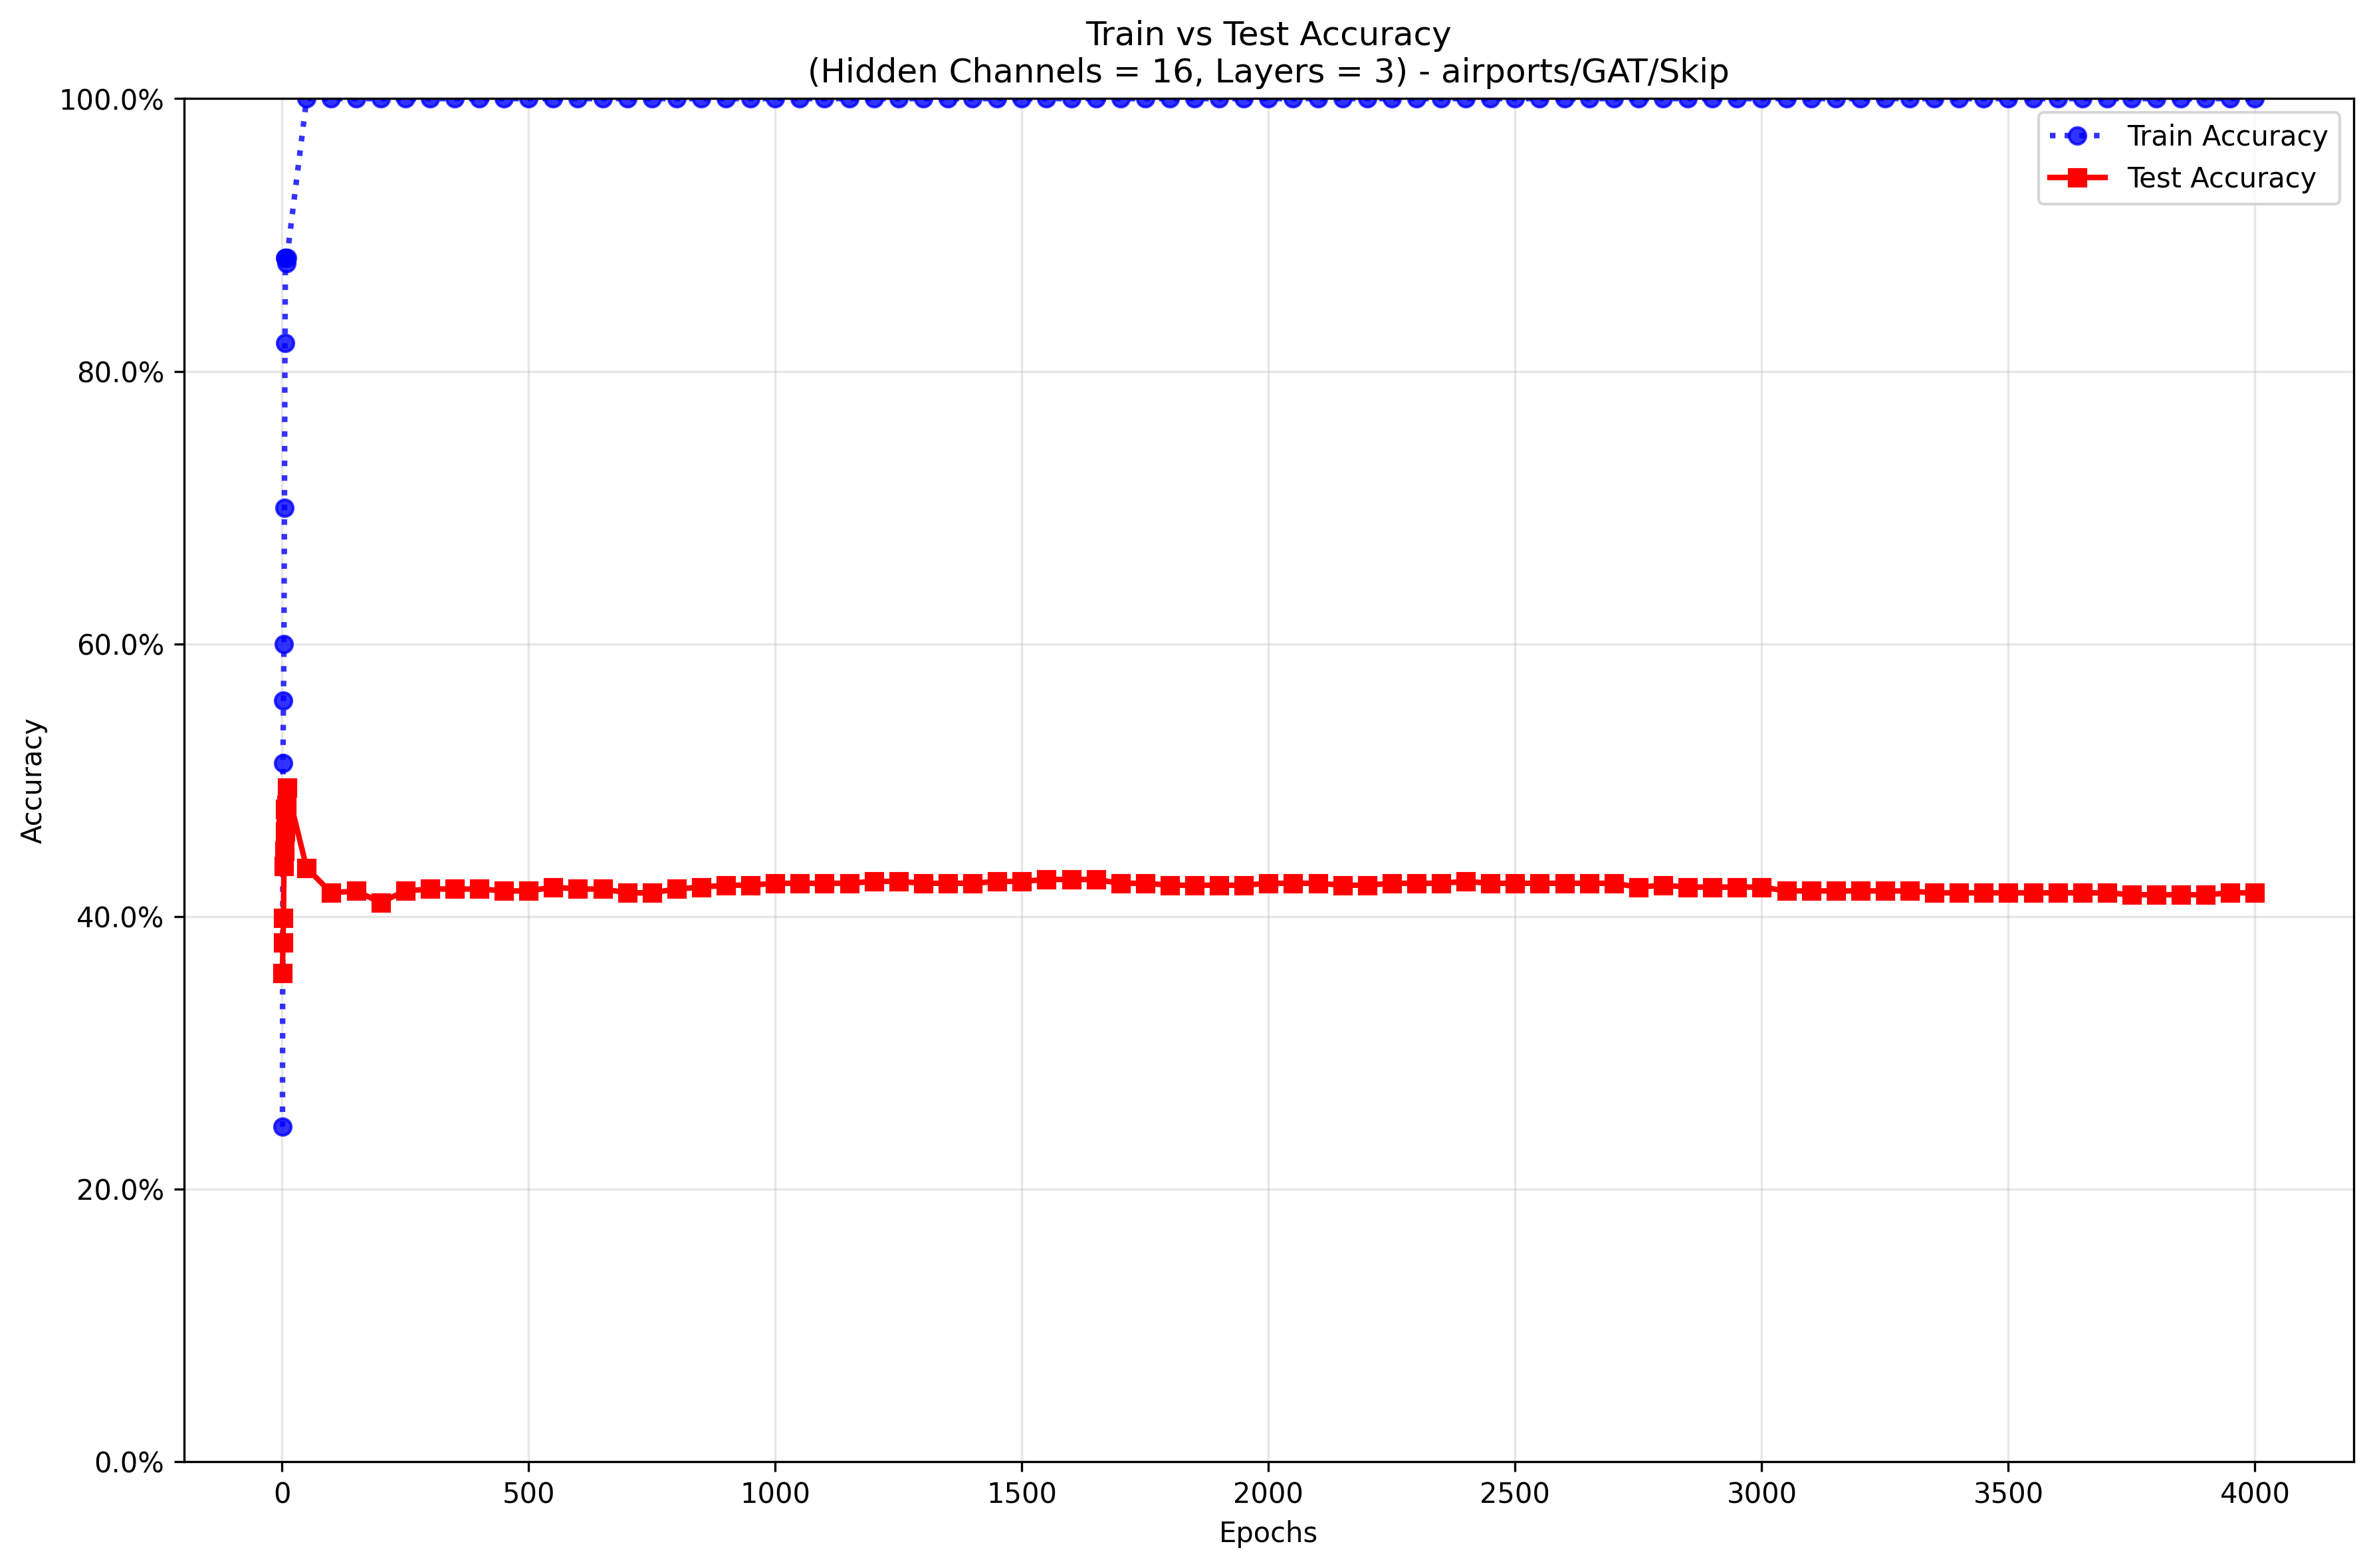 Train vs Test Accuracy
(Hidden Channels = 16, Layers = 3) - airports/GAT/Skip
100.0%
80.0%
60.0%
40.0%
20.0%
0.0%
Accuracy
Train Accuracy
Test Accuracy
0
500
1000
1500
2000
2500
3000
3500
4000
Epochs